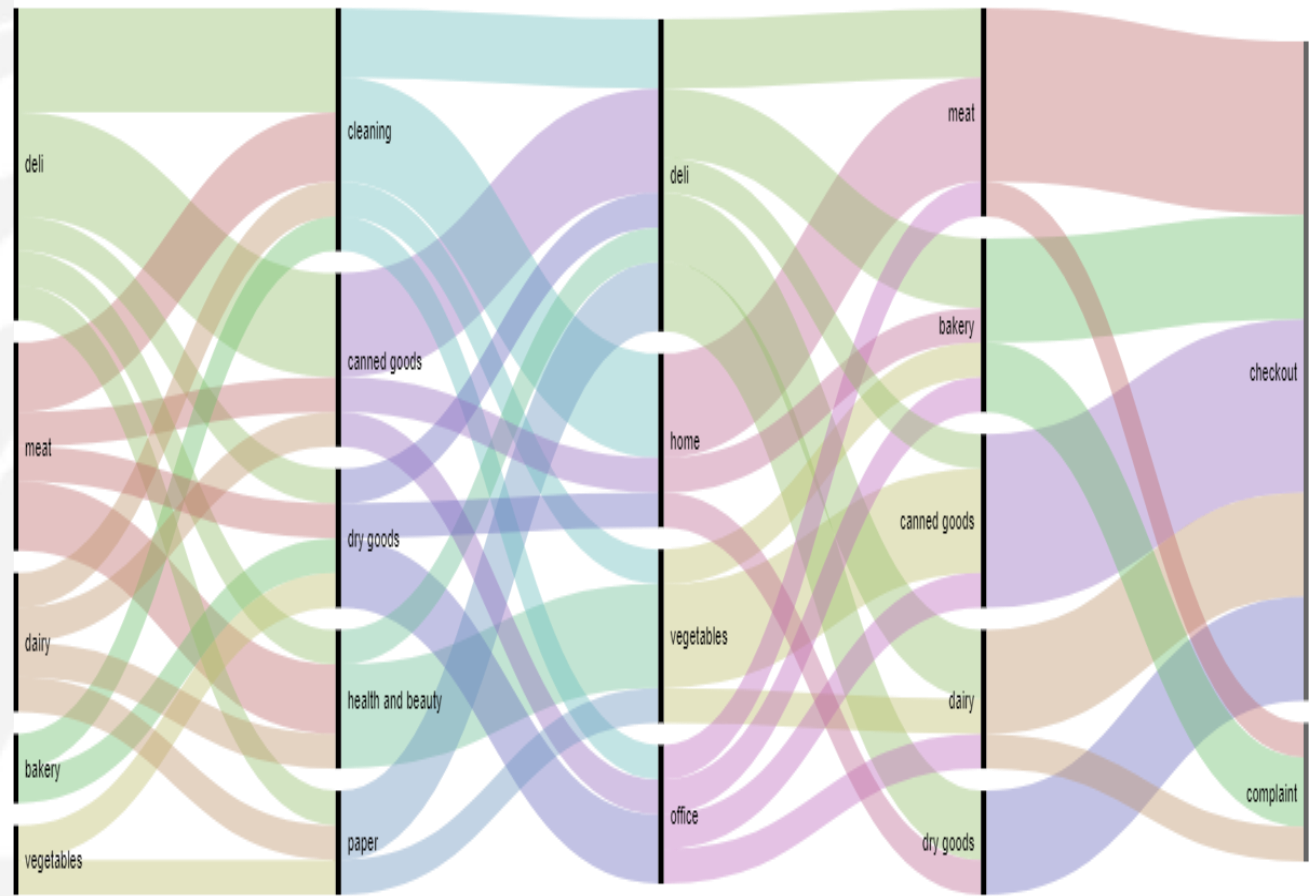 deli
meat
dairy
bakery
vegetables
cleaning
canned goods
dry goods
health and beauty
paper
deli
home
vegetables
office
meat
bakery
canned goods
dairy
dry goods
checkout
complaint